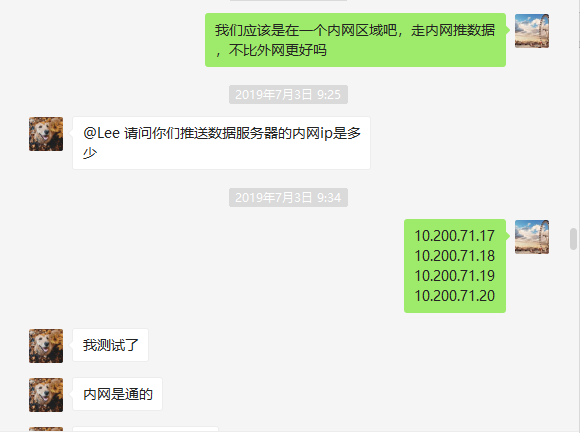 我们应该是在一个内网区域吧，走内网推数据
，不比外网更好吗
2019年7月3日 9:25
@Lee 请问你们推送数据服务器的内网ip是多
少
2019年7月3日 9:34
10.200.71.17
10.200.71.18
10.200.71.19
10.200.71.20
我测试了
内网是通的